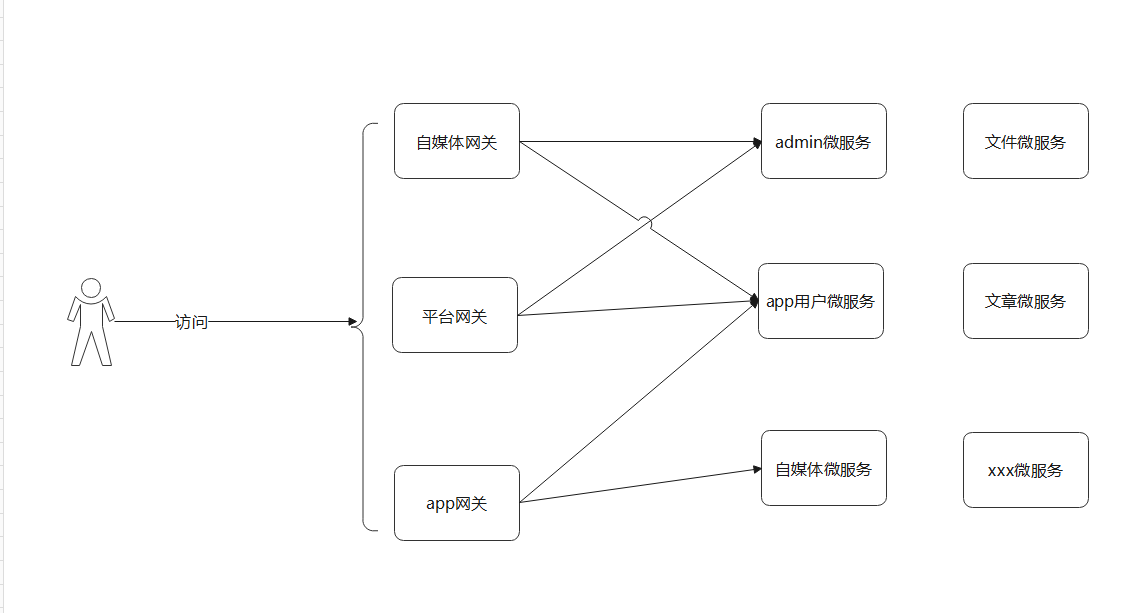 自媒体网关
admin微服务
文件微服务
平台网关
app用户微服务
文章微服务
访问
app网关
自媒体微服务
xxx微服务